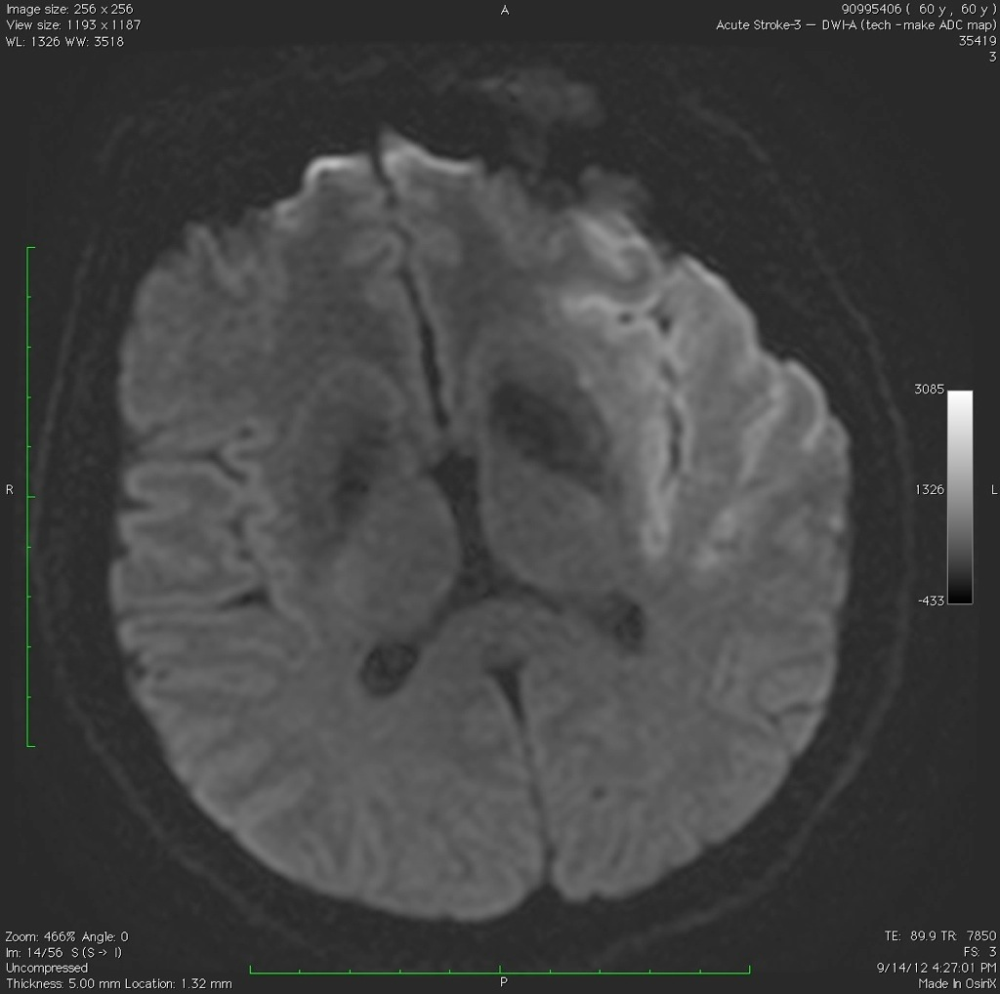 Image size: 256 x 256
View size: 1193 x 1187
WL: 1326 WW: 3518
A
90995406 ( 60 y , 60 y )
Acute Stroke-3 — DWI-A (tech - make ADC map)
35419
3
R
3085
1326
-433
L
Zoom: 466% Angle: 0
Im: 14/56 S (S -> I)
Uncompressed
Thickness: 5.00 mm Location: 1.32 mm
P
TE: 89.9 TR: 7850
FS: 3
9/14/12 4:27:01 PM
Made In OsiriX